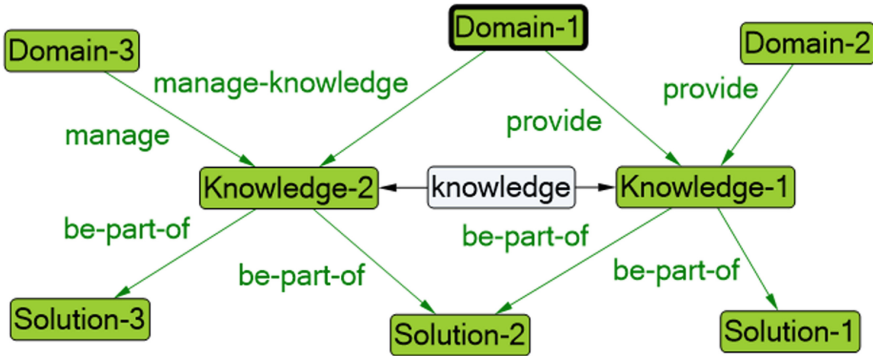 Domain-3
Domain-1
Domain-2
manage-knowledge
provide
manage
provide
Knowledge-2
knowledge
Knowledge-1
be-part-of
be-part-of
be-part-of
be-part-of
Solution-3
Solution-2
Solution-1